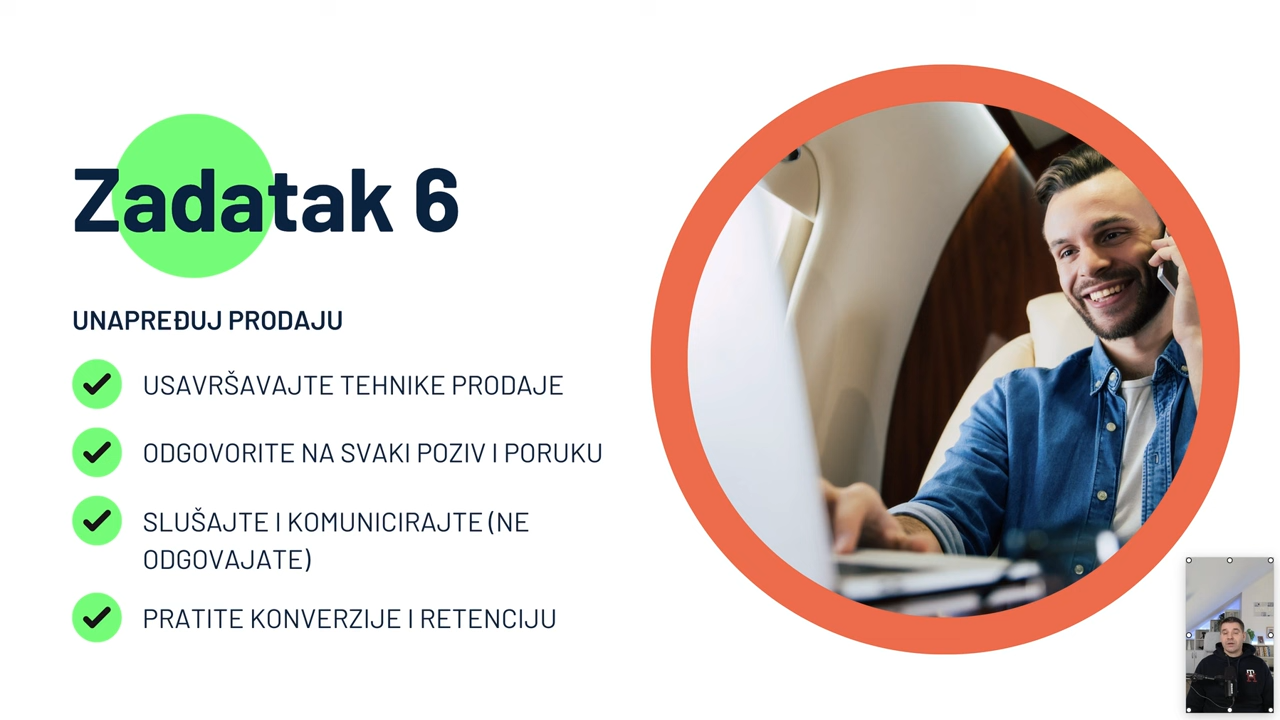 Zadatak 6
UNAPREĐUJ PRODAJU
USAVRŠAVAJTE TEHNIKE PRODAJE
ODGOVORITE NA SVAKI POZIV I PORUKU
SLUŠAJTE I KOMUNICIRAJTE (NE
ODGOVAJATE)
PRATITE KONVERZIJE I RETENCIJU